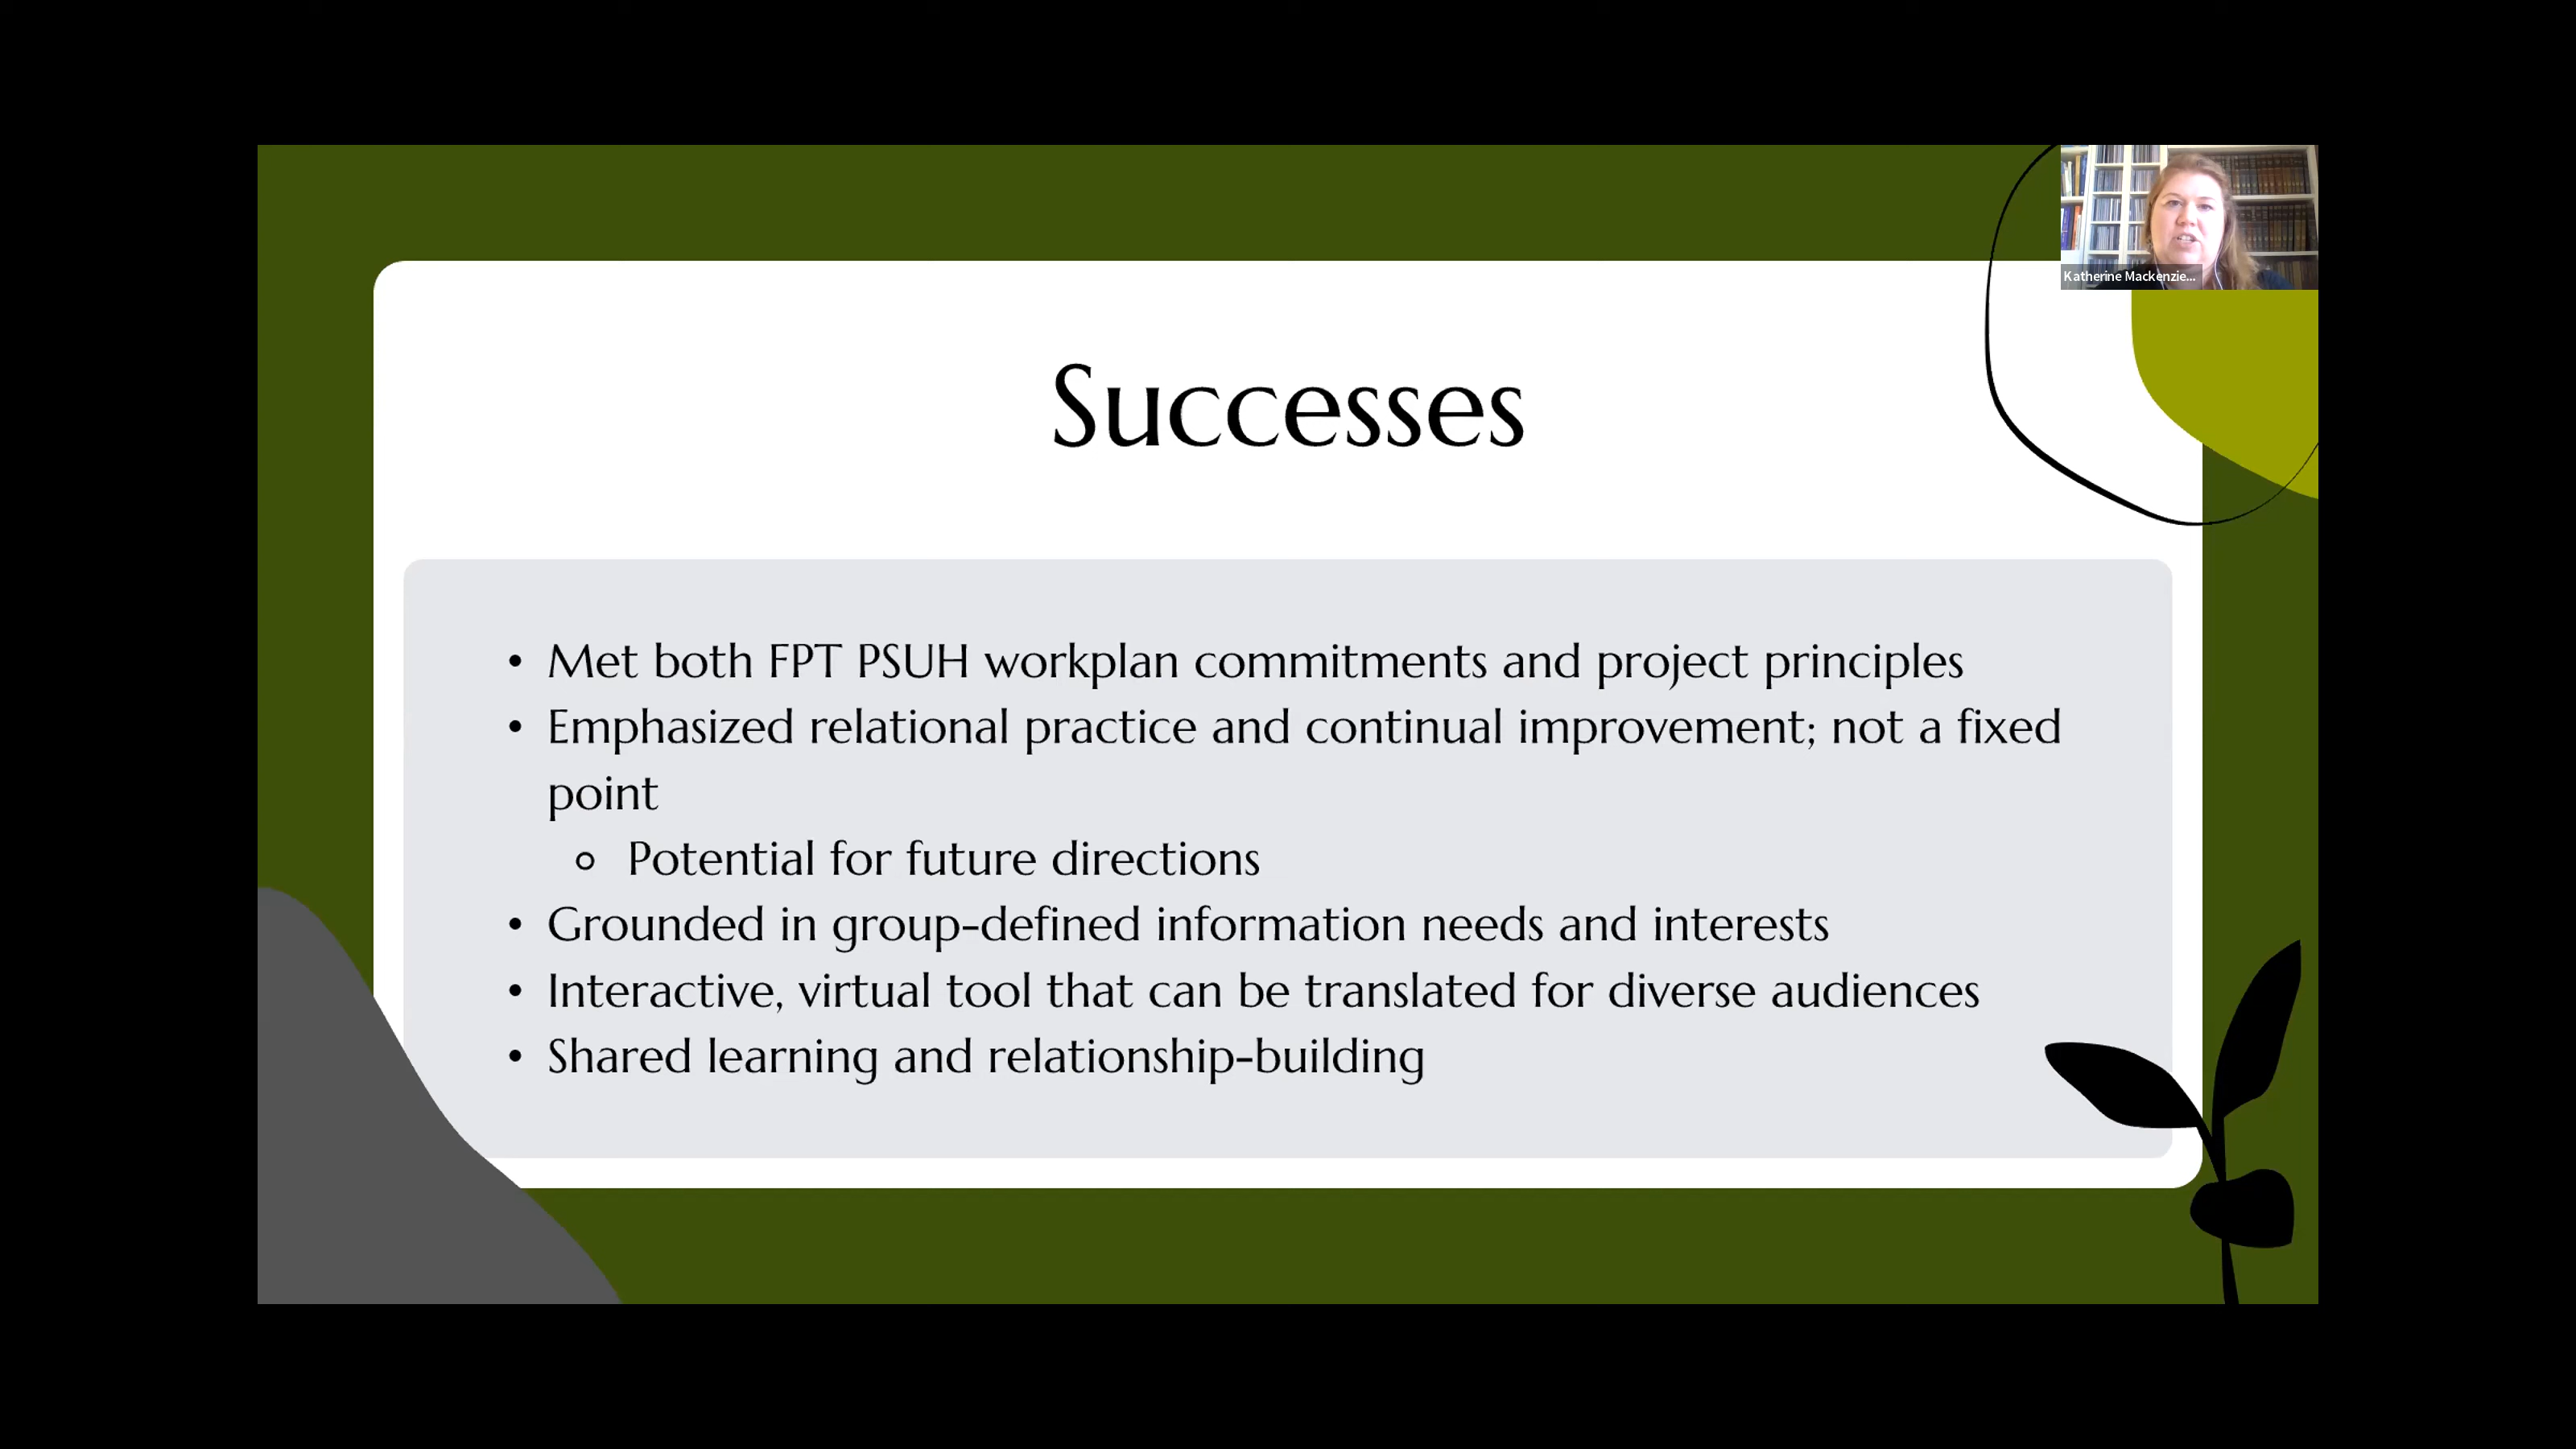 Katherine Mackenzie...
Successes
• Met both FPT PSUH workplan commitments and project principles
• Emphasized relational practice and continual improvement; not a fixed
point
○ Potential for future directions
• Grounded in group-defined information needs and interests
• Interactive, virtual tool that can be translated for diverse audiences
• Shared learning and relationship-building